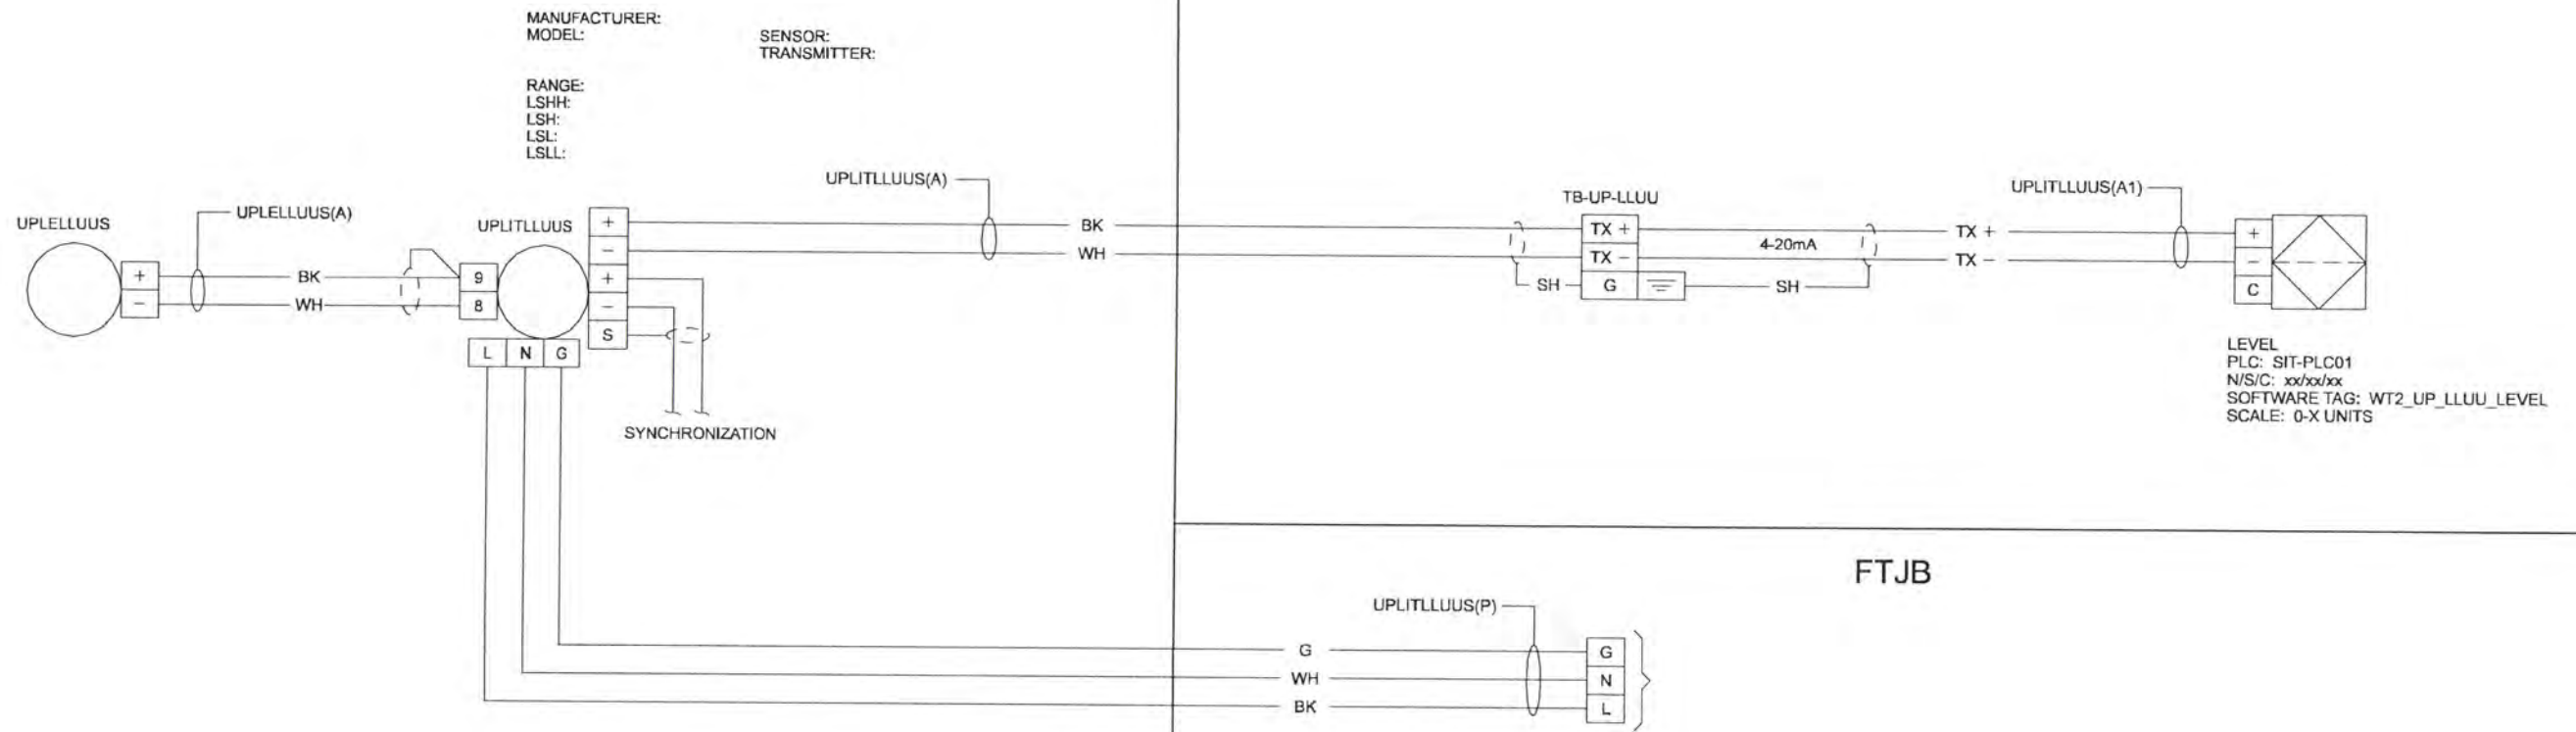 MANUFACTURER:
MODEL:
SENSOR:
TRANSMITTER:
RANGE:
LSHH:
LSH:
LSL:
LSLL:
UPLITLLUUS(A)
UPLITLLUUS(A1)
TB-UP-LLUU
UPLELLUUS
UPLELLUUS(A)
UPLITLLUUS
+
-
BK
WH
9
8
+
-
+
-
S
L N G
SYNCHRONIZATION
BK
WH
SH
TX +
TX -
G
4-20mA
SH
TX +
TX -
+
-
C
LEVEL
PLC: SIT-PLC01
N/S/C: xx/xx/xx
SOFTWARE TAG: WT2_UP_LLUU_LEVEL
SCALE: 0-X UNITS
FTJB
UPLITLLUUS(P)
G
WH
BK
G
N
L